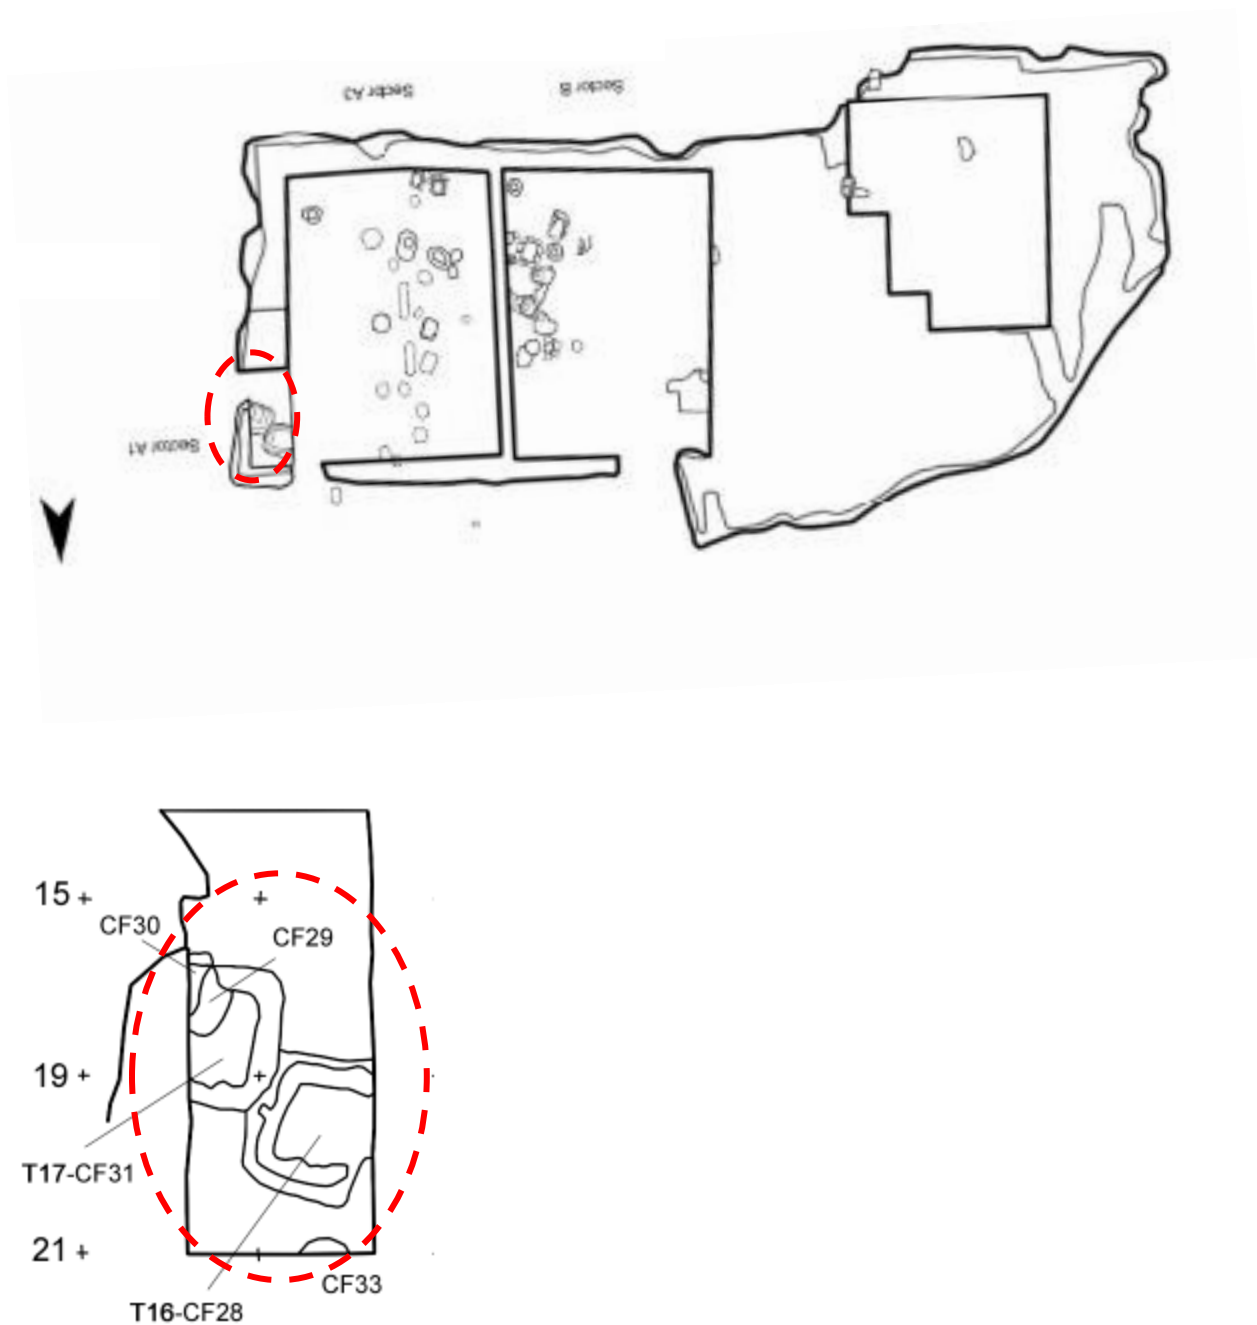 Sector A3
Sector B
Sector A1
15
CF30
CF29
19
T17-CF31
21
CF33
T16-CF28